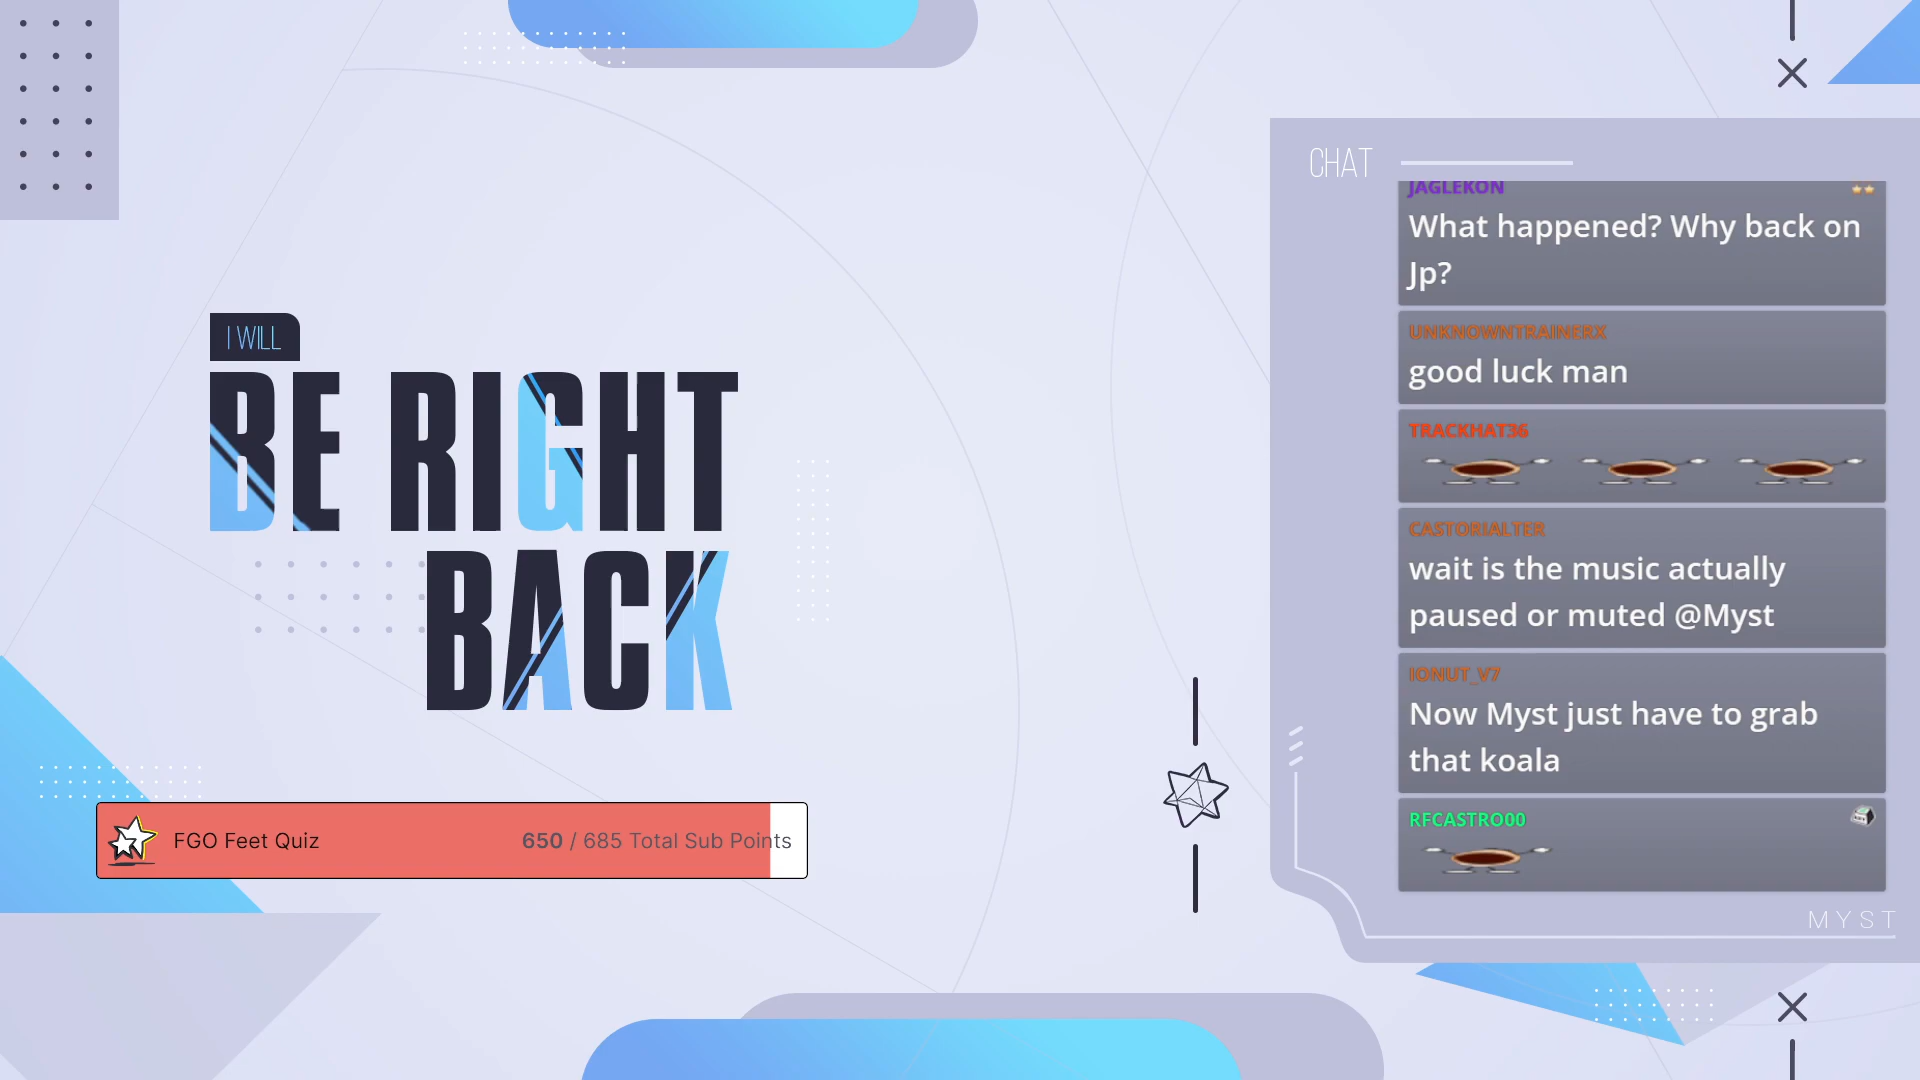 I WILL
BE RIGHT
BACK
FGO Feet Quiz
650 / 685 Total Sub Points
CHAT
JAGLEKON
What happened? Why back on
Jp?
UNKNOWNTRAINERX
good luck man
TRACKHAT36
CASTORIALTER
wait is the music actually
paused or muted @Myst
IONUT_V7
Now Myst just have to grab
that koala
RFCASTRO00
MYST